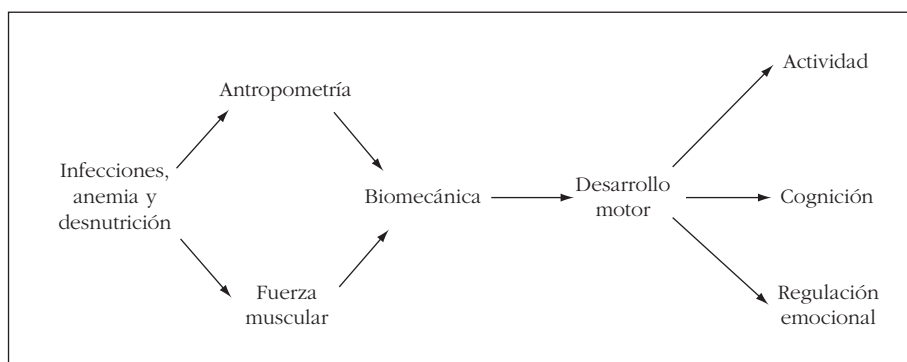 Actividad
Antropometría
Infecciones,
anemia y
desnutrición
Biomecánica
Desarrollo
motor
Cognición
Fuerza
muscular
Regulación
emocional